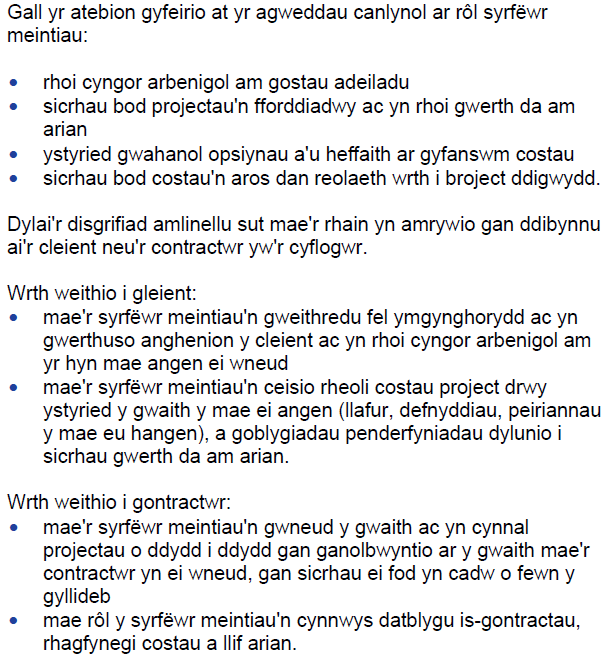 Gall yr atebion gyfeirio at yr agweddau canlynol ar rôl syrfëwr
meintiau:
• rhoi cyngor arbenigol am gostau adeiladu
• sicrhau bod projectau'n fforddiadwy ac yn rhoi gwerth da am
arian
• ystyried gwahanol opsiynau a'u heffaith ar gyfanswm costau
• sicrhau bod costau'n aros dan reolaeth wrth i broject ddigwydd.
Dylai'r disgrifiad amlinellu sut mae'r rhain yn amrywio gan ddibynnu
ai'r cleient neu'r contractwr yw'r cyflogwr.
Wrth weithio i gleient:
• mae'r syrfëwr meintiau'n gweithredu fel ymgynghorydd ac yn
gwerthuso anghenion y cleient ac yn rhoi cyngor arbenigol am
yr hyn mae angen ei wneud
• mae'r syrfëwr meintiau'n ceisio rheoli costau project drwy
ystyried y gwaith y mae ei angen (llafur, defnyddiau, peiriannau
y mae eu hangen), a goblygiadau penderfyniadau dylunio i
sicrhau gwerth da am arian.
Wrth weithio i gontractwr:
• mae'r syrfëwr meintiau'n gwneud y gwaith ac yn cynnal
projectau o ddydd i ddydd gan ganolbwyntio ar y gwaith mae'r
contractwr yn ei wneud, gan sicrhau ei fod yn cadw o fewn y
gyllideb
• mae rôl y syrfëwr meintiau'n cynnwys datblygu is-gontractau,
rhagfynegi costau a llif arian.